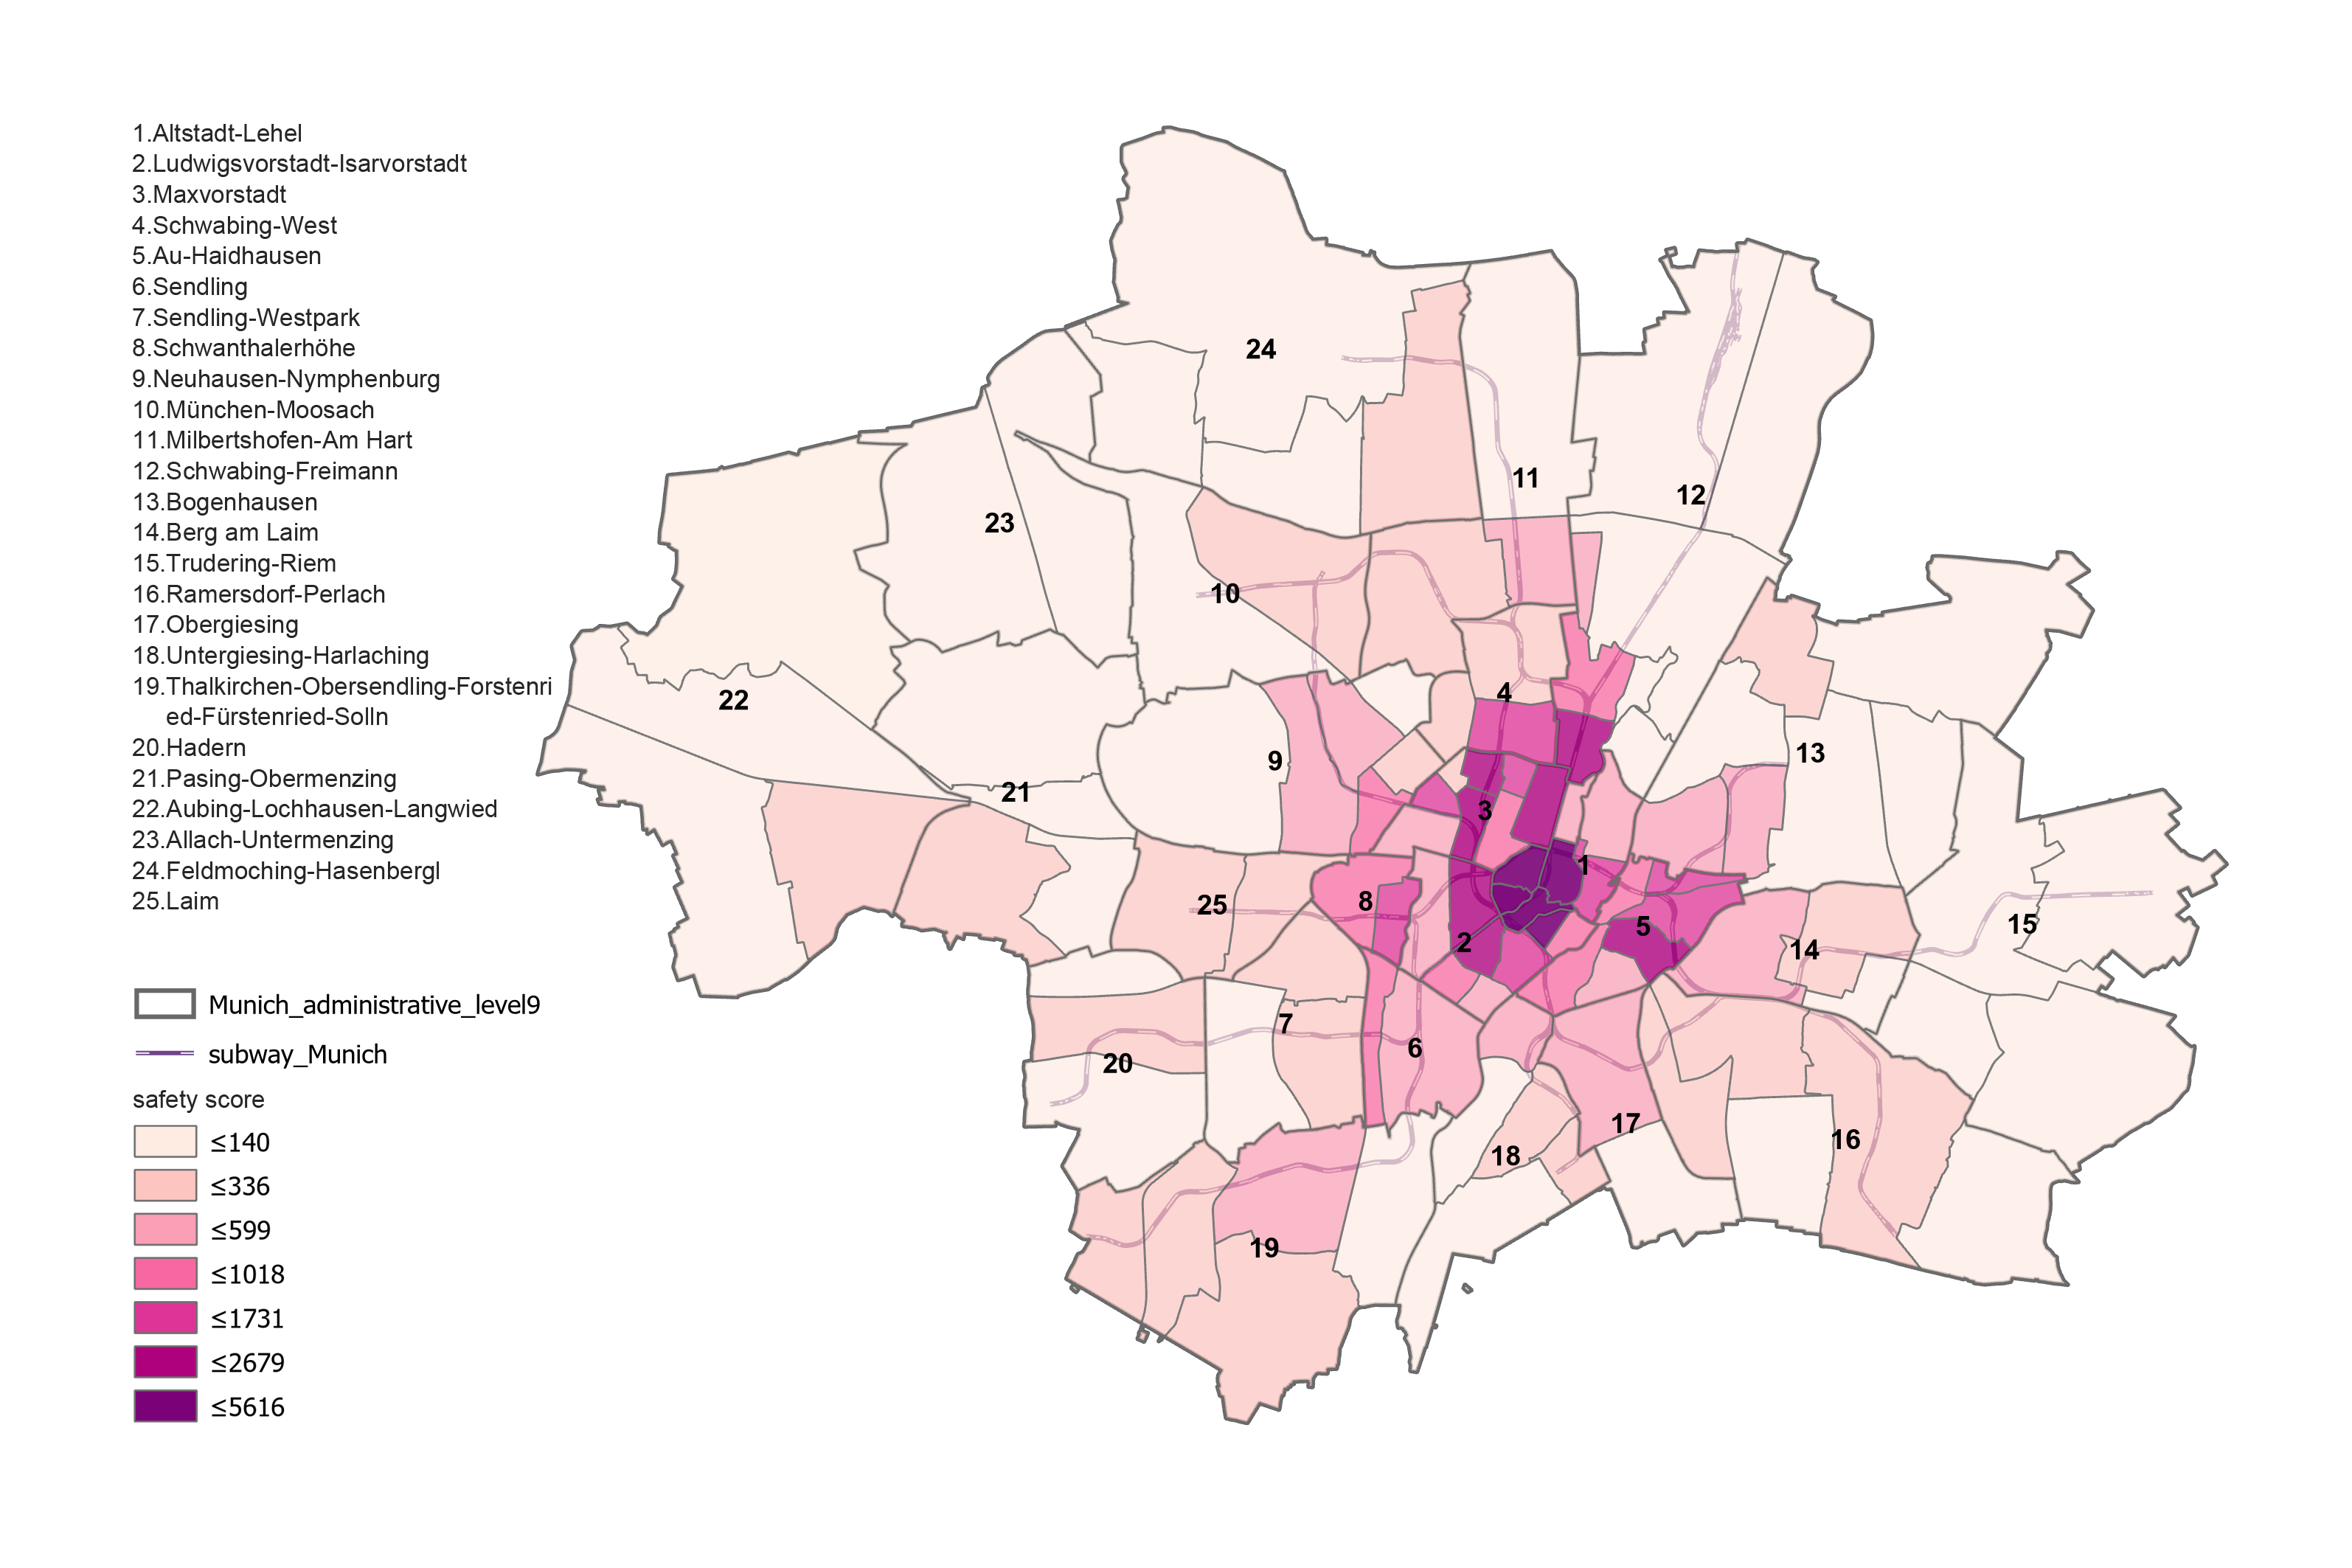 1.Altstadt-Lehel
2.Ludwigsvorstadt-Isarvorstadt
3.Maxvorstadt
4.Schwabing-West
5.Au-Haidhausen
6.Sendling
7.Sendling-Westpark
8.Schwanthalerhöhe
9.Neuhausen-Nymphenburg
10.München-Moosach
11.Milbertshofen-Am Hart
12.Schwabing-Freimann
13.Bogenhausen
14.Berg am Laim
15.Trudering-Riem
16.Ramersdorf-Perlach
17.Obergiesing
18.Untergiesing-Harlaching
19.Thalkirchen-Obersendling-Forstenri
ed-Fürstenried-Solln
20.Hadern
21.Pasing-Obermenzing
22.Aubing-Lochhausen-Langwied
23.Allach-Untermenzing
24.Feldmoching-Hasenbergl
25.Laim
Munich_administrative_level9
subway_Munich
safety score
≤140
≤336
≤599
≤1018
≤1731
≤2679
≤5616
24
11
12
23
10
4
22
9
13
21
3
1
25
8
5
2
15
14
7
6
20
17
16
18
19